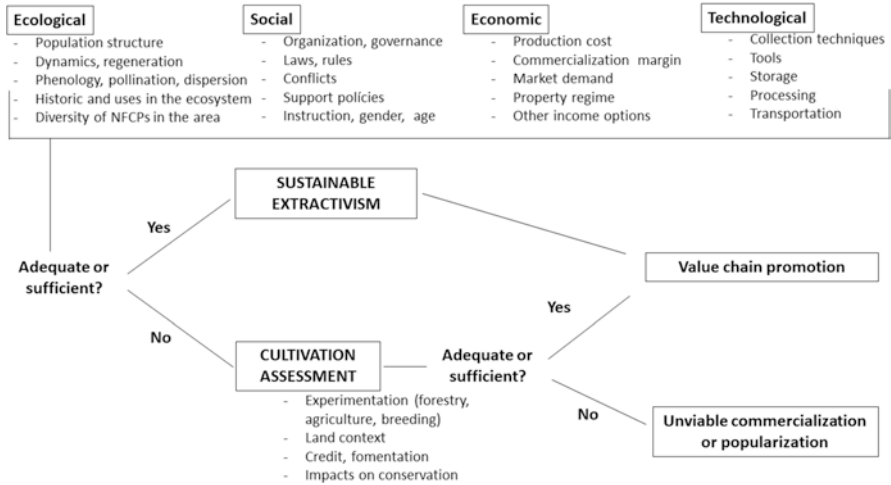 Ecological
- Population structure
- Dynamics, regeneration
- Phenology, pollination, dispersion
- Historic and uses in the ecosystem
- Diversity of NFCPs in the area
Social
- Organization, governance
- Laws, rules
- Conflicts
- Support polícies
- Instruction, gender, age
Economic
- Production cost
- Commercialization margin
- Market demand
- Property regime
- Other income options
Technological
- Collection techniques
- Tools
- Storage
- Processing
- Transportation
Adequate or
sufficient?
Yes
SUSTAINABLE
EXTRACTIVISM
Value chain promotion
No
CULTIVATION
ASSESSMENT
- Experimentation (forestry,
agriculture, breeding)
- Land context
- Credit, fomentation
- Impacts on conservation
Adequate or
sufficient?
Yes
No
Unviable commercialization
or popularization